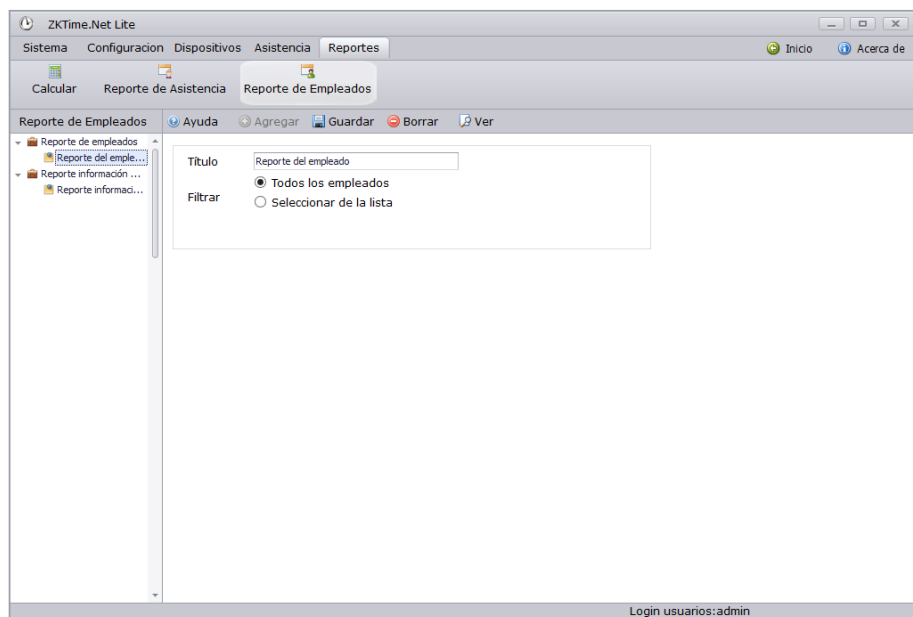 ZKTime.Net Lite
Sistema Configuracion Dispositivos Asistencia Reportes Inicio Acerca de
Calcular Reporte de Asistencia Reporte de Empleados
Reporte de Empleados Ayuda Agregar Guardar Borrar Ver
Reporte de empleados
Reporte del emple...
Reporte información ...
Reporte informaci...
Título Reporte del empleado
Filtrar
Todos los empleados
Seleccionar de la lista
Login usuarios:admin